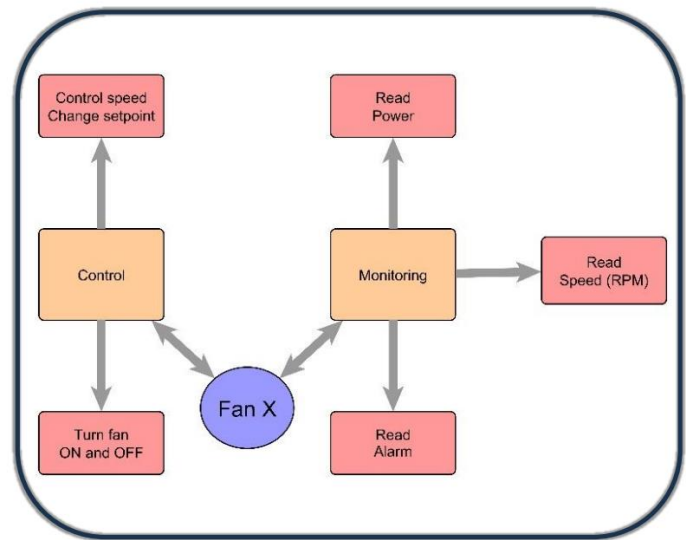 Control speed
Change setpoint
Read
Power
Control
Monitoring
Read
Speed (RPM)
Fan X
Turn fan
ON and OFF
Read
Alarm